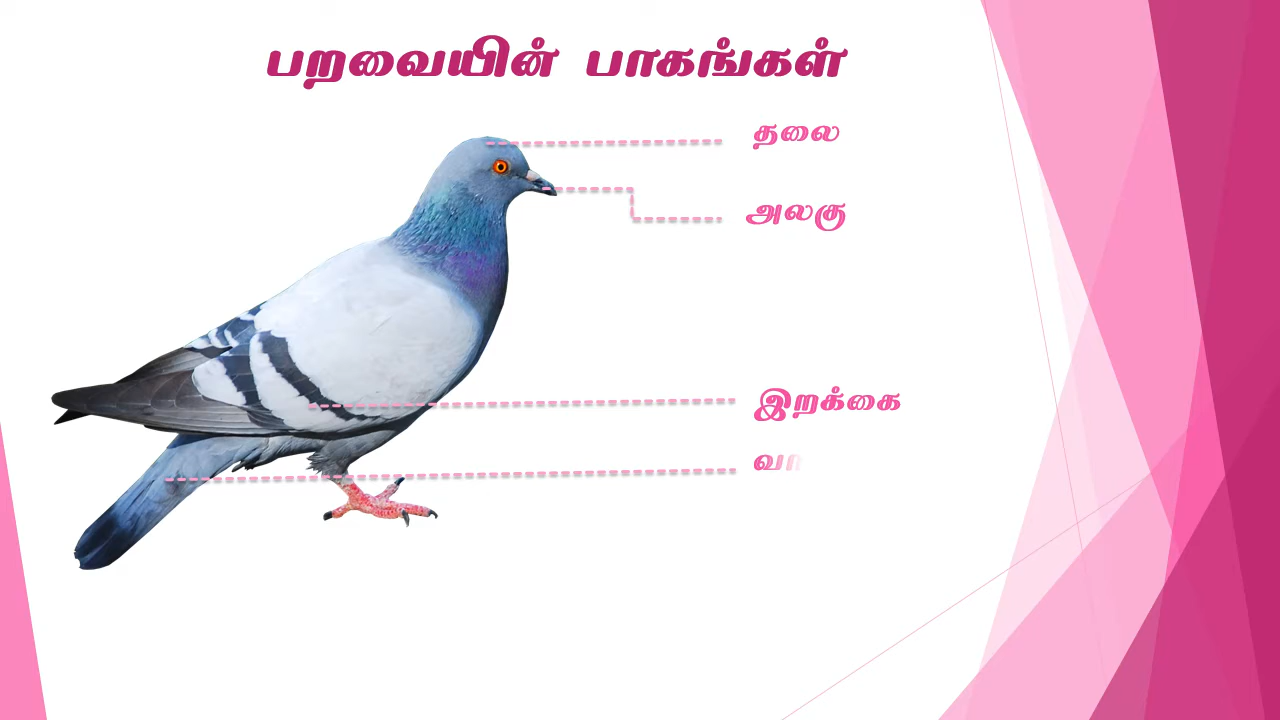 பறவையின் பாகங்கள்
தலை
அலகு
இறக்கை